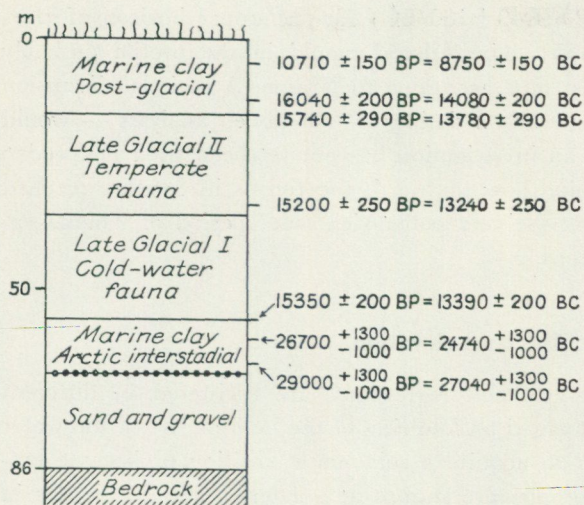 m
0
Marine clay
Post-glacial
10710 ± 150 BP = 8750 ± 150 BC
16040 ± 200 BP = 14080 ± 200 BC
15740 ± 290 BP = 13780 ± 290 BC
Late Glacial II
Temperate
fauna
15200 ± 250 BP = 13240 ± 250 BC
Late Glacial I
Cold-water
fauna
50
15350 ± 200 BP = 13390 ± 200 BC
Marine clay
Arctic interstadial
26700 +1300 -1000 BP = 24740 +1300 -1000 BC
29000 +1300 -1000 BP = 27040 +1300 -1000 BC
Sand and gravel
86
Bedrock